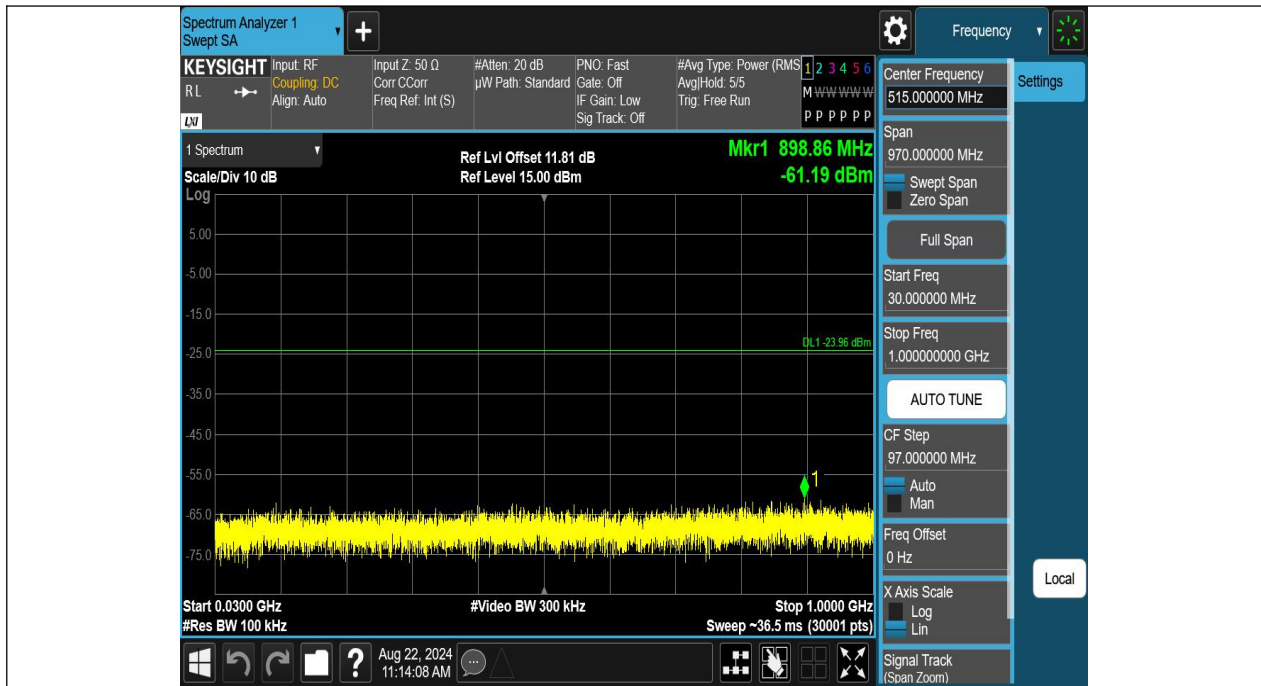 Spectrum Analyzer 1
Swept SA
+
Frequency
KEYSIGHT
R L
LXI
Input: RF
Coupling: DC
Align: Auto
Input Z: 50 Ω
Corr CCorr
Freq Ref: Int (S)
#Atten: 20 dB
µW Path: Standard
PNO: Fast
Gate: Off
IF Gain: Low
Sig Track: Off
#Avg Type: Power (RMS
Avg|Hold: 5/5
Trig: Free Run
1 2 3 4 5 6
M W W W W W
P P P P P P
1 Spectrum
Scale/Div 10 dB
Ref Lvl Offset 11.81 dB
Ref Level 15.00 dBm
Mkr1 898.86 MHz
-61.19 dBm
Log
5.00
-5.00
-15.0
DL1 -23.96 dBm
-25.0
-35.0
-45.0
-55.0
1
-65.0
-75.0
Start 0.0300 GHz
#Res BW 100 kHz
#Video BW 300 kHz
Stop 1.0000 GHz
Sweep ~36.5 ms (30001 pts)
?
Aug 22, 2024
11:14:08 AM
Center Frequency
515.000000 MHz
Span
970.000000 MHz
Swept Span
Zero Span
Full Span
Start Freq
30.000000 MHz
Stop Freq
1.000000000 GHz
AUTO TUNE
CF Step
97.000000 MHz
Auto
Man
Freq Offset
0 Hz
X Axis Scale
Log
Lin
Signal Track
(Span Zoom)
Settings
Local